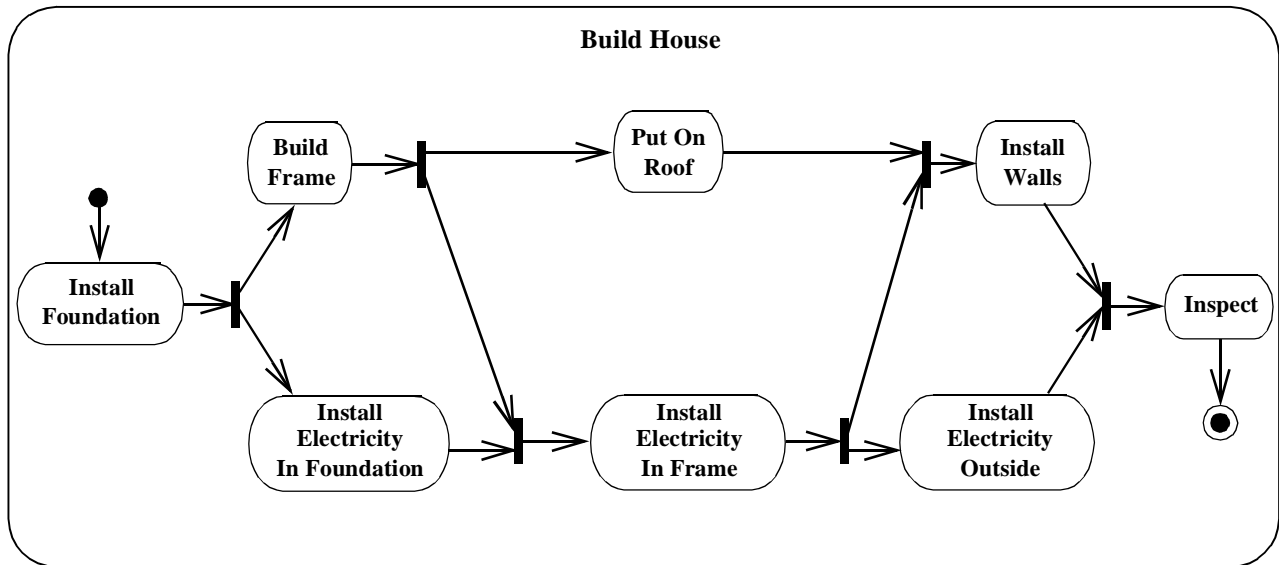 Build House
Build
Frame
Put On
Roof
Install
Walls
Install
Foundation
Inspect
Install
Electricity
In Foundation
Install
Electricity
In Frame
Install
Electricity
Outside